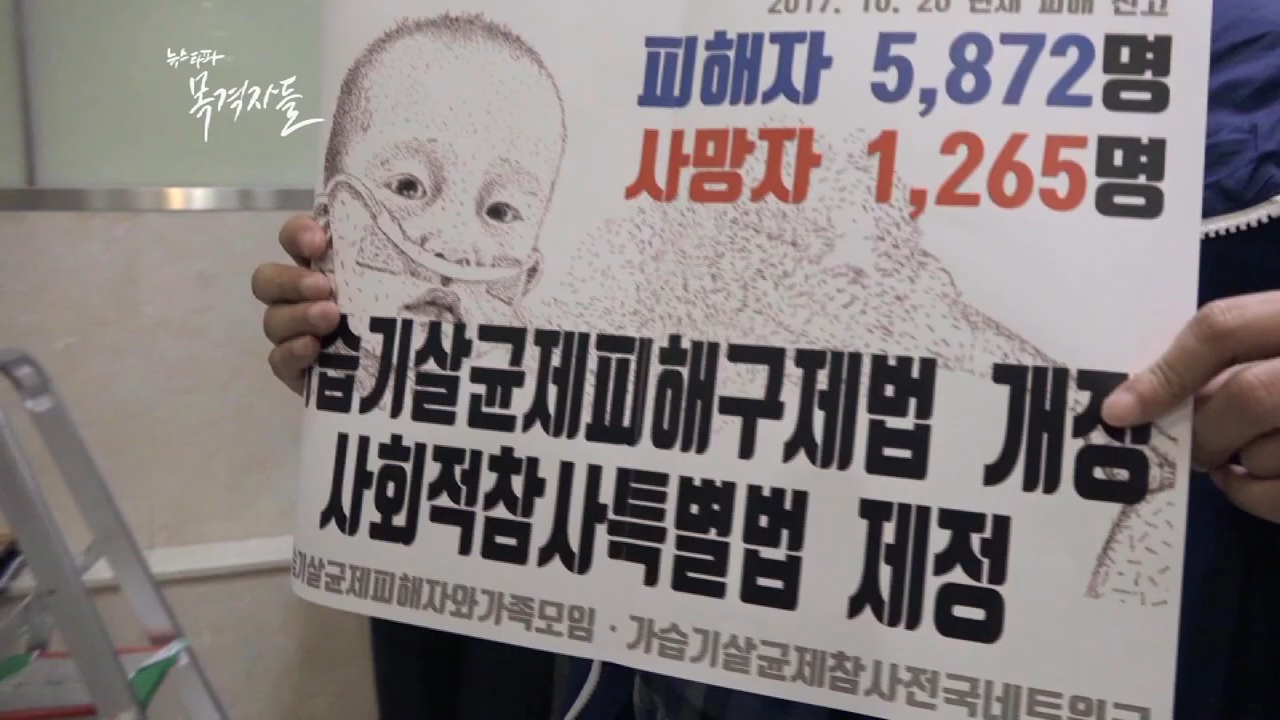 뉴스타파
목격자들
2017. 10. 20 현재 피해 신고
피해자 5,872명
사망자 1,265명
습기살균제피해구제법 개정
사회적참사특별법 제정
습기살균제피해자와가족모임 · 가습기살균제참사전국네트워크